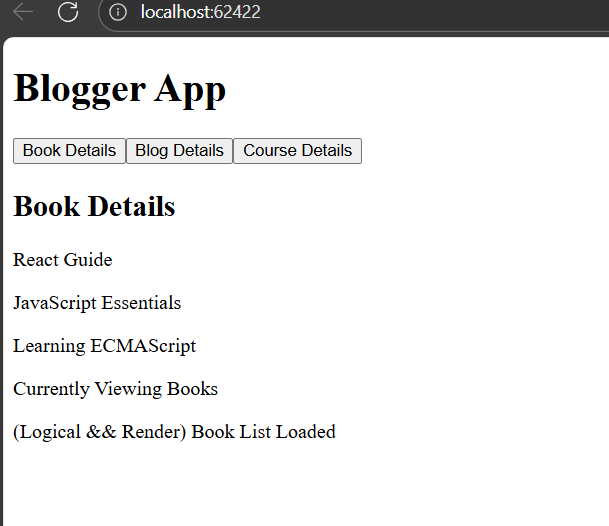 localhost:62422
Blogger App
Book Details Blog Details Course Details
Book Details
React Guide
JavaScript Essentials
Learning ECMAScript
Currently Viewing Books
(Logical && Render) Book List Loaded